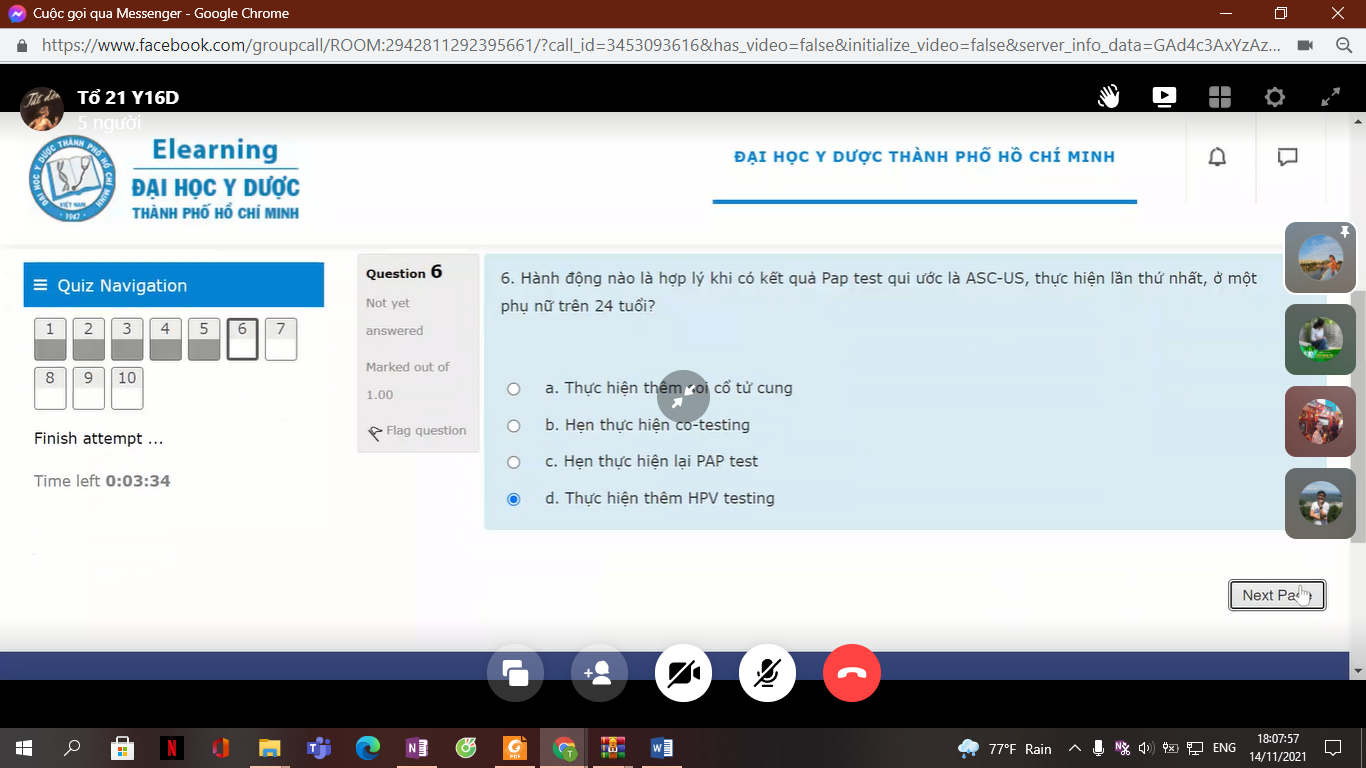 Cuộc gọi qua Messenger - Google Chrome
https://www.facebook.com/groupcall/ROOM:2942811292395661/?call_id=3453093616&has_video=false&initialize_video=false&server_info_data=GAd4c3AxYzAz...
Tổ 21 Y16D
5 người
Elearning
ĐẠI HỌC Y DƯỢC
THÀNH PHỐ HỒ CHÍ MINH
ĐẠI HỌC Y DƯỢC THÀNH PHỐ HỒ CHÍ MINH
Quiz Navigation
1 2 3 4 5 6 7
8 9 10
Finish attempt ...
Time left 0:03:34
Question 6
Not yet
answered
Marked out of
1.00
Flag question
6. Hành động nào là hợp lý khi có kết quả Pap test qui ước là ASC-US, thực hiện lần thứ nhất, ở một
phụ nữ trên 24 tuổi?
a. Thực hiện thêm soi cổ tử cung
b. Hẹn thực hiện co-testing
c. Hẹn thực hiện lại PAP test
d. Thực hiện thêm HPV testing
Next Page
77°F Rain
ENG
18:07:57
14/11/2021